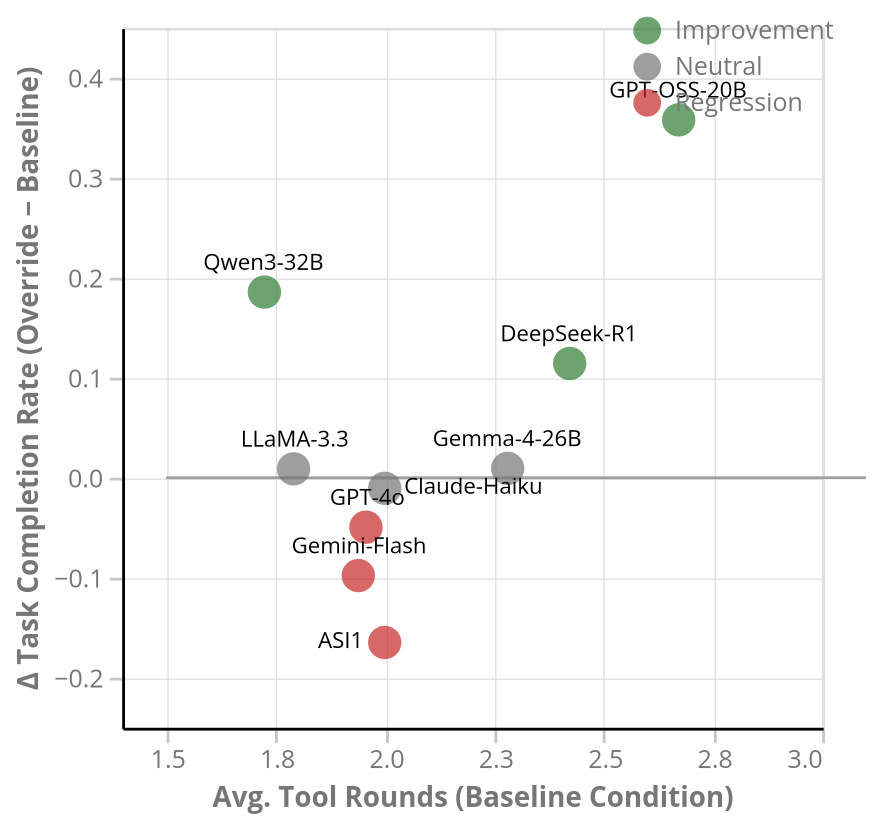 Improvement
Neutral
Regression
GPT-OSS-20B
Qwen3-32B
DeepSeek-R1
LLaMA-3.3
Gemma-4-26B
Claude-Haiku
GPT-4o
Gemini-Flash
ASI1
0.4
0.3
0.2
0.1
0.0
−0.1
−0.2
Δ Task Completion Rate (Override − Baseline)
1.5 1.8 2.0 2.3 2.5 2.8 3.0
Avg. Tool Rounds (Baseline Condition)